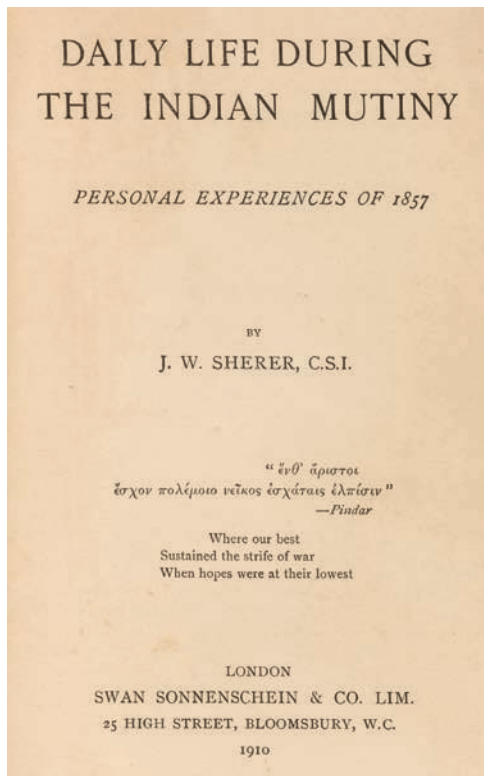 DAILY LIFE DURING
THE INDIAN MUTINY
PERSONAL EXPERIENCES OF 1857
BY
J. W. SHERER, C.S.I.
“ ἔνθ’ ἄριστοι
ἔσχον πολέμοιο νεῖκος ἐσχάταις ἐλπίσιν ”
—Pindar
Where our best
Sustained the strife of war
When hopes were at their lowest
LONDON
SWAN SONNENSCHEIN & CO. LIM.
25 HIGH STREET, BLOOMSBURY, W.C.
1910